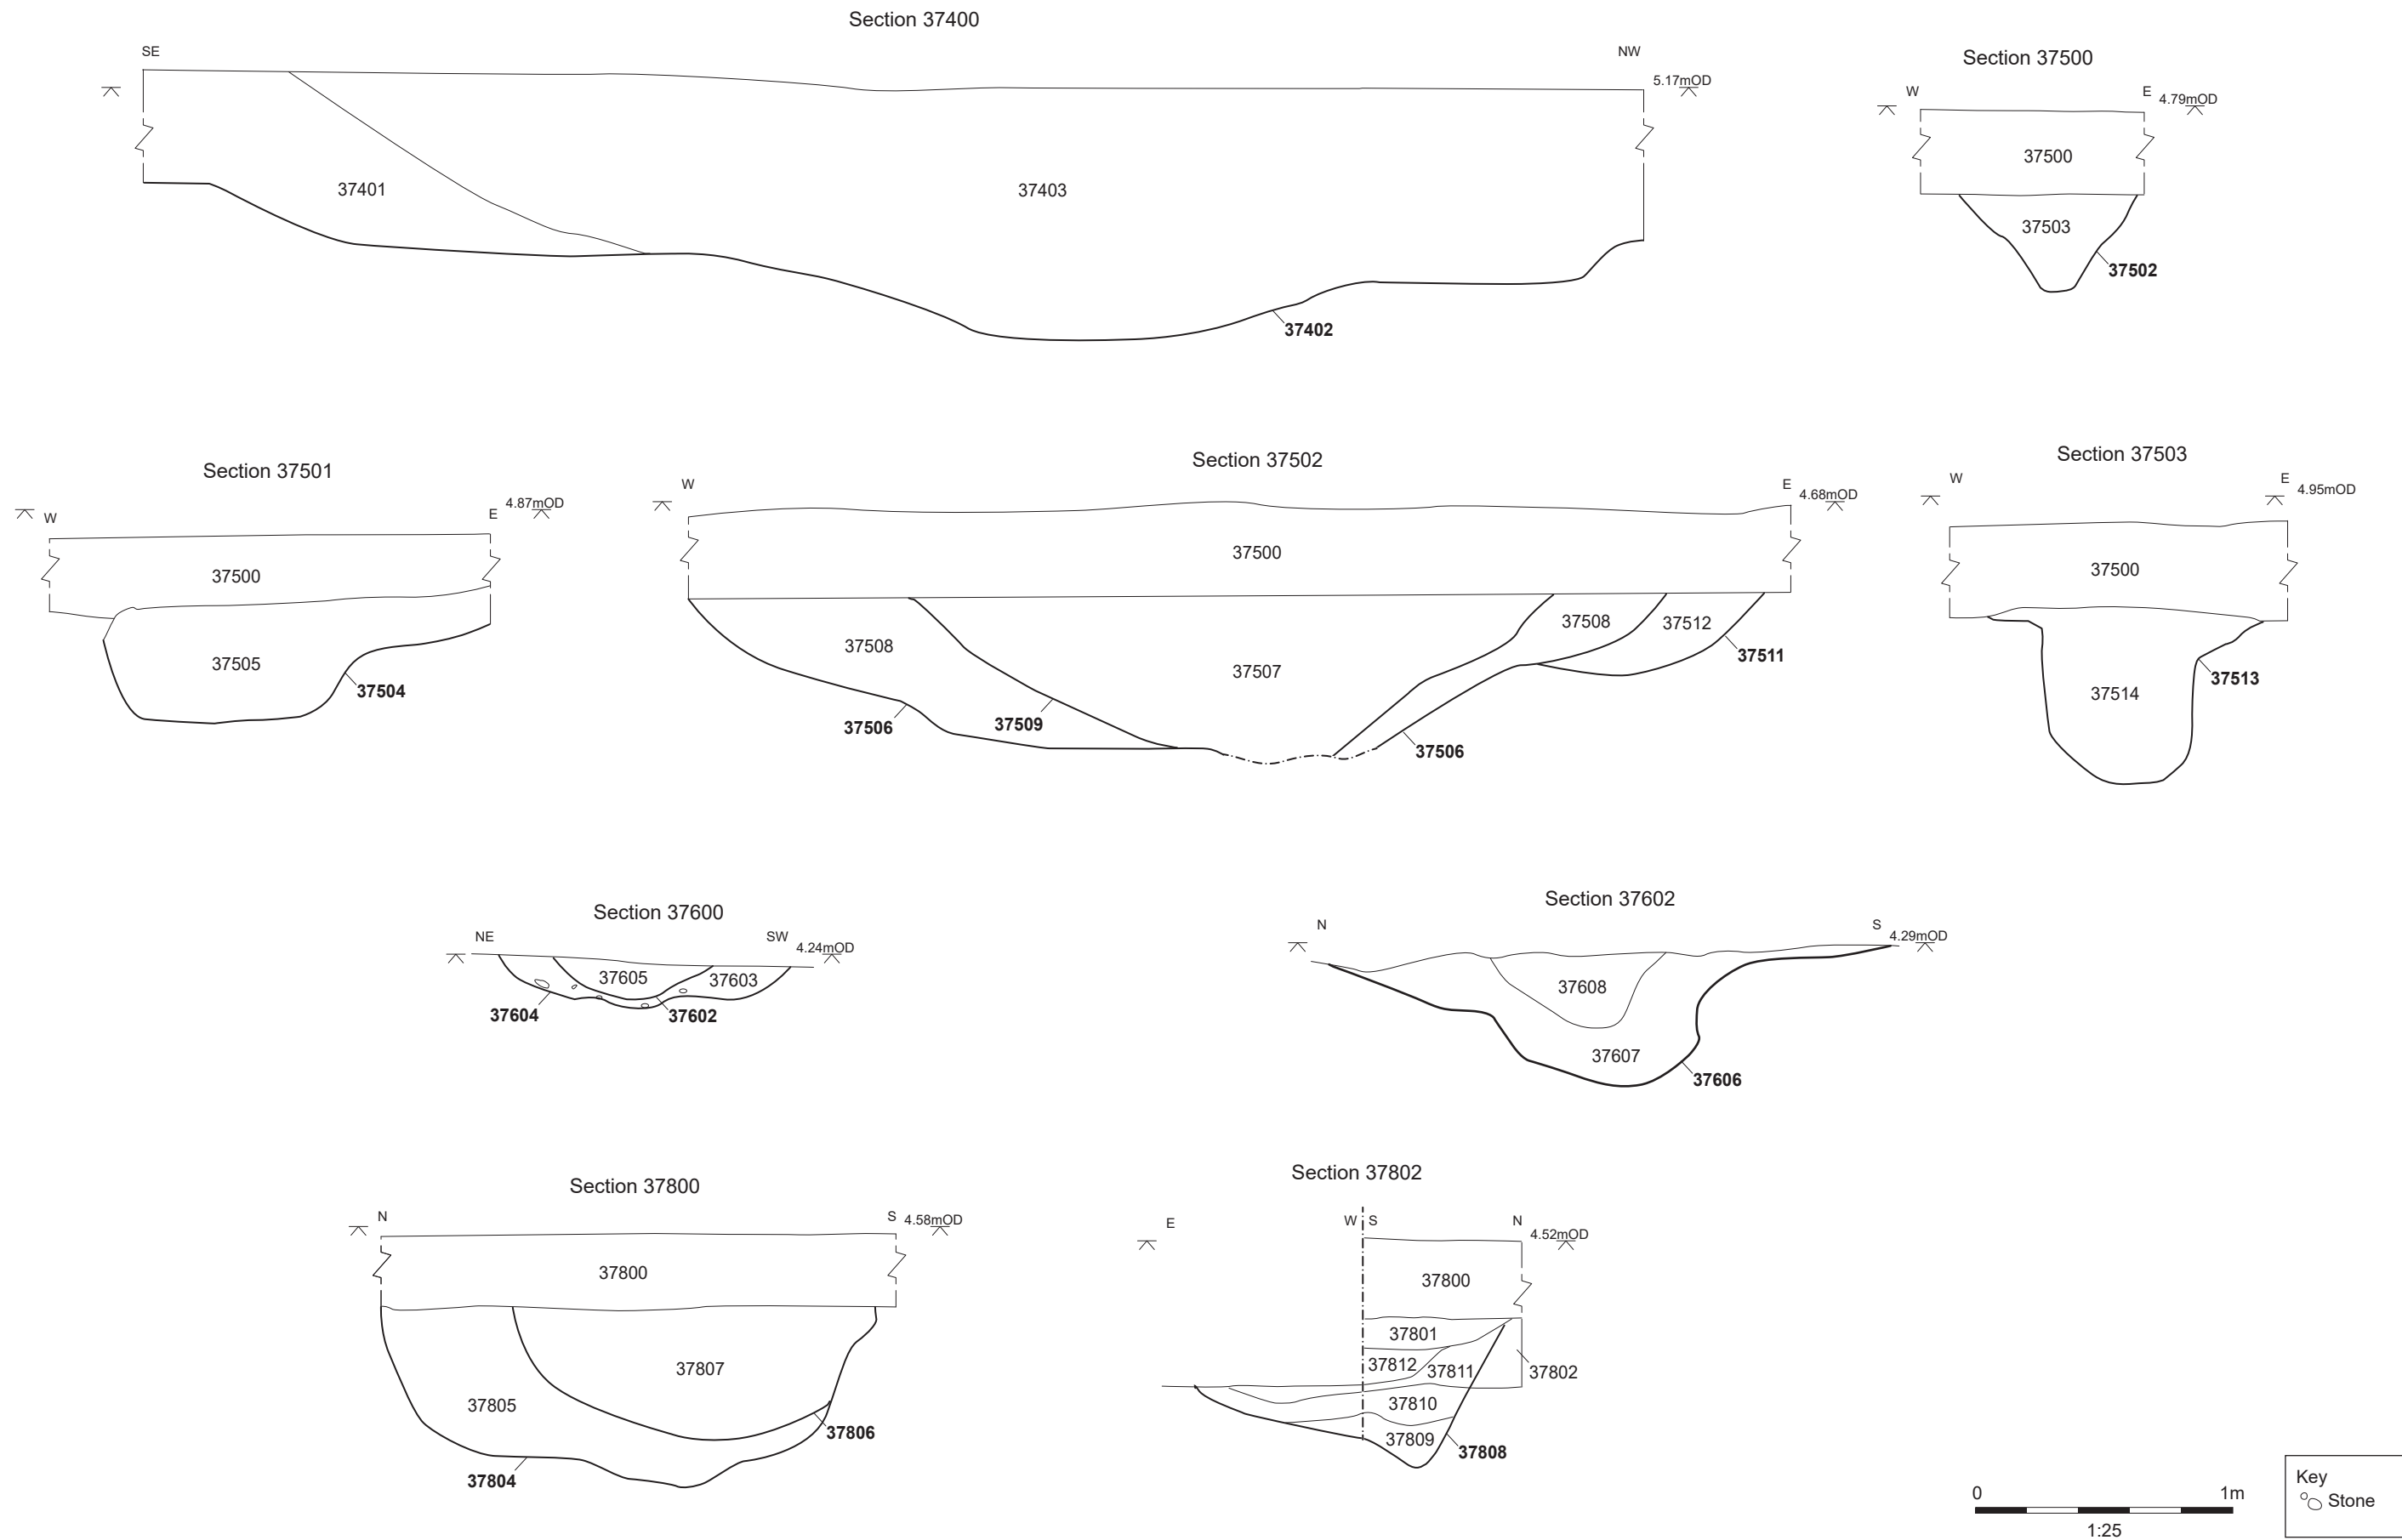 Section 37400
SE
NW
5.17mOD
37401
37403
37402
Section 37500
W
E
4.79mOD
37500
37503
37502
Section 37501
W
E
4.87mOD
37500
37505
37504
Section 37502
W
E
4.68mOD
37500
37508
37508
37512
37507
37511
37506
37509
37506
Section 37503
W
E
4.95mOD
37500
37514
37513
Section 37600
NE
SW
4.24mOD
37605
37603
37604
37602
Section 37602
N
S
4.29mOD
37608
37607
37606
Section 37800
N
S
4.58mOD
37800
37807
37805
37806
37804
Section 37802
E
W
S
N
4.52mOD
37800
37801
37812
37811
37802
37810
37809
37808
0
1m
1:25
Key
Stone